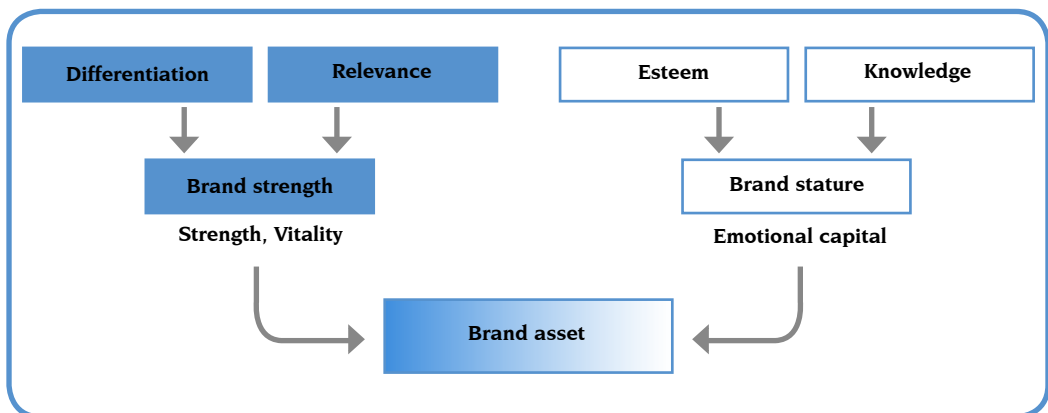 Differentiation
Relevance
Esteem
Knowledge
Brand strength
Brand stature
Strength, Vitality
Emotional capital
Brand asset